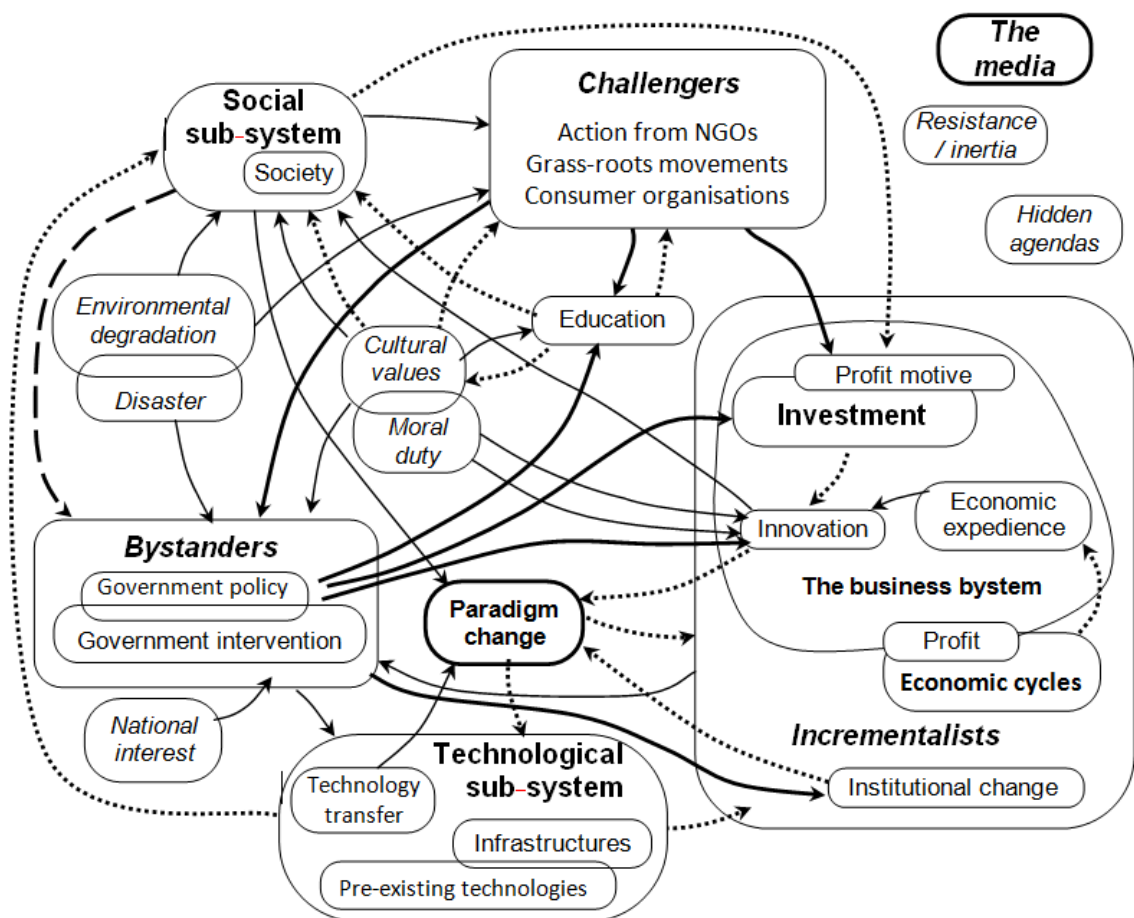 The
media
Social
sub-system
Society
Challengers
Action from NGOs
Grass-roots movements
Consumer organisations
Resistance
/ inertia
Hidden
agendas
Environmental
degradation
Disaster
Cultural
values
Moral
duty
Education
Profit motive
Investment
Innovation
Economic
expedience
The business bystem
Profit
Economic cycles
Incrementalists
Institutional change
Bystanders
Government policy
Government intervention
Paradigm
change
National
interest
Technological
sub-system
Technology
transfer
Infrastructures
Pre-existing technologies